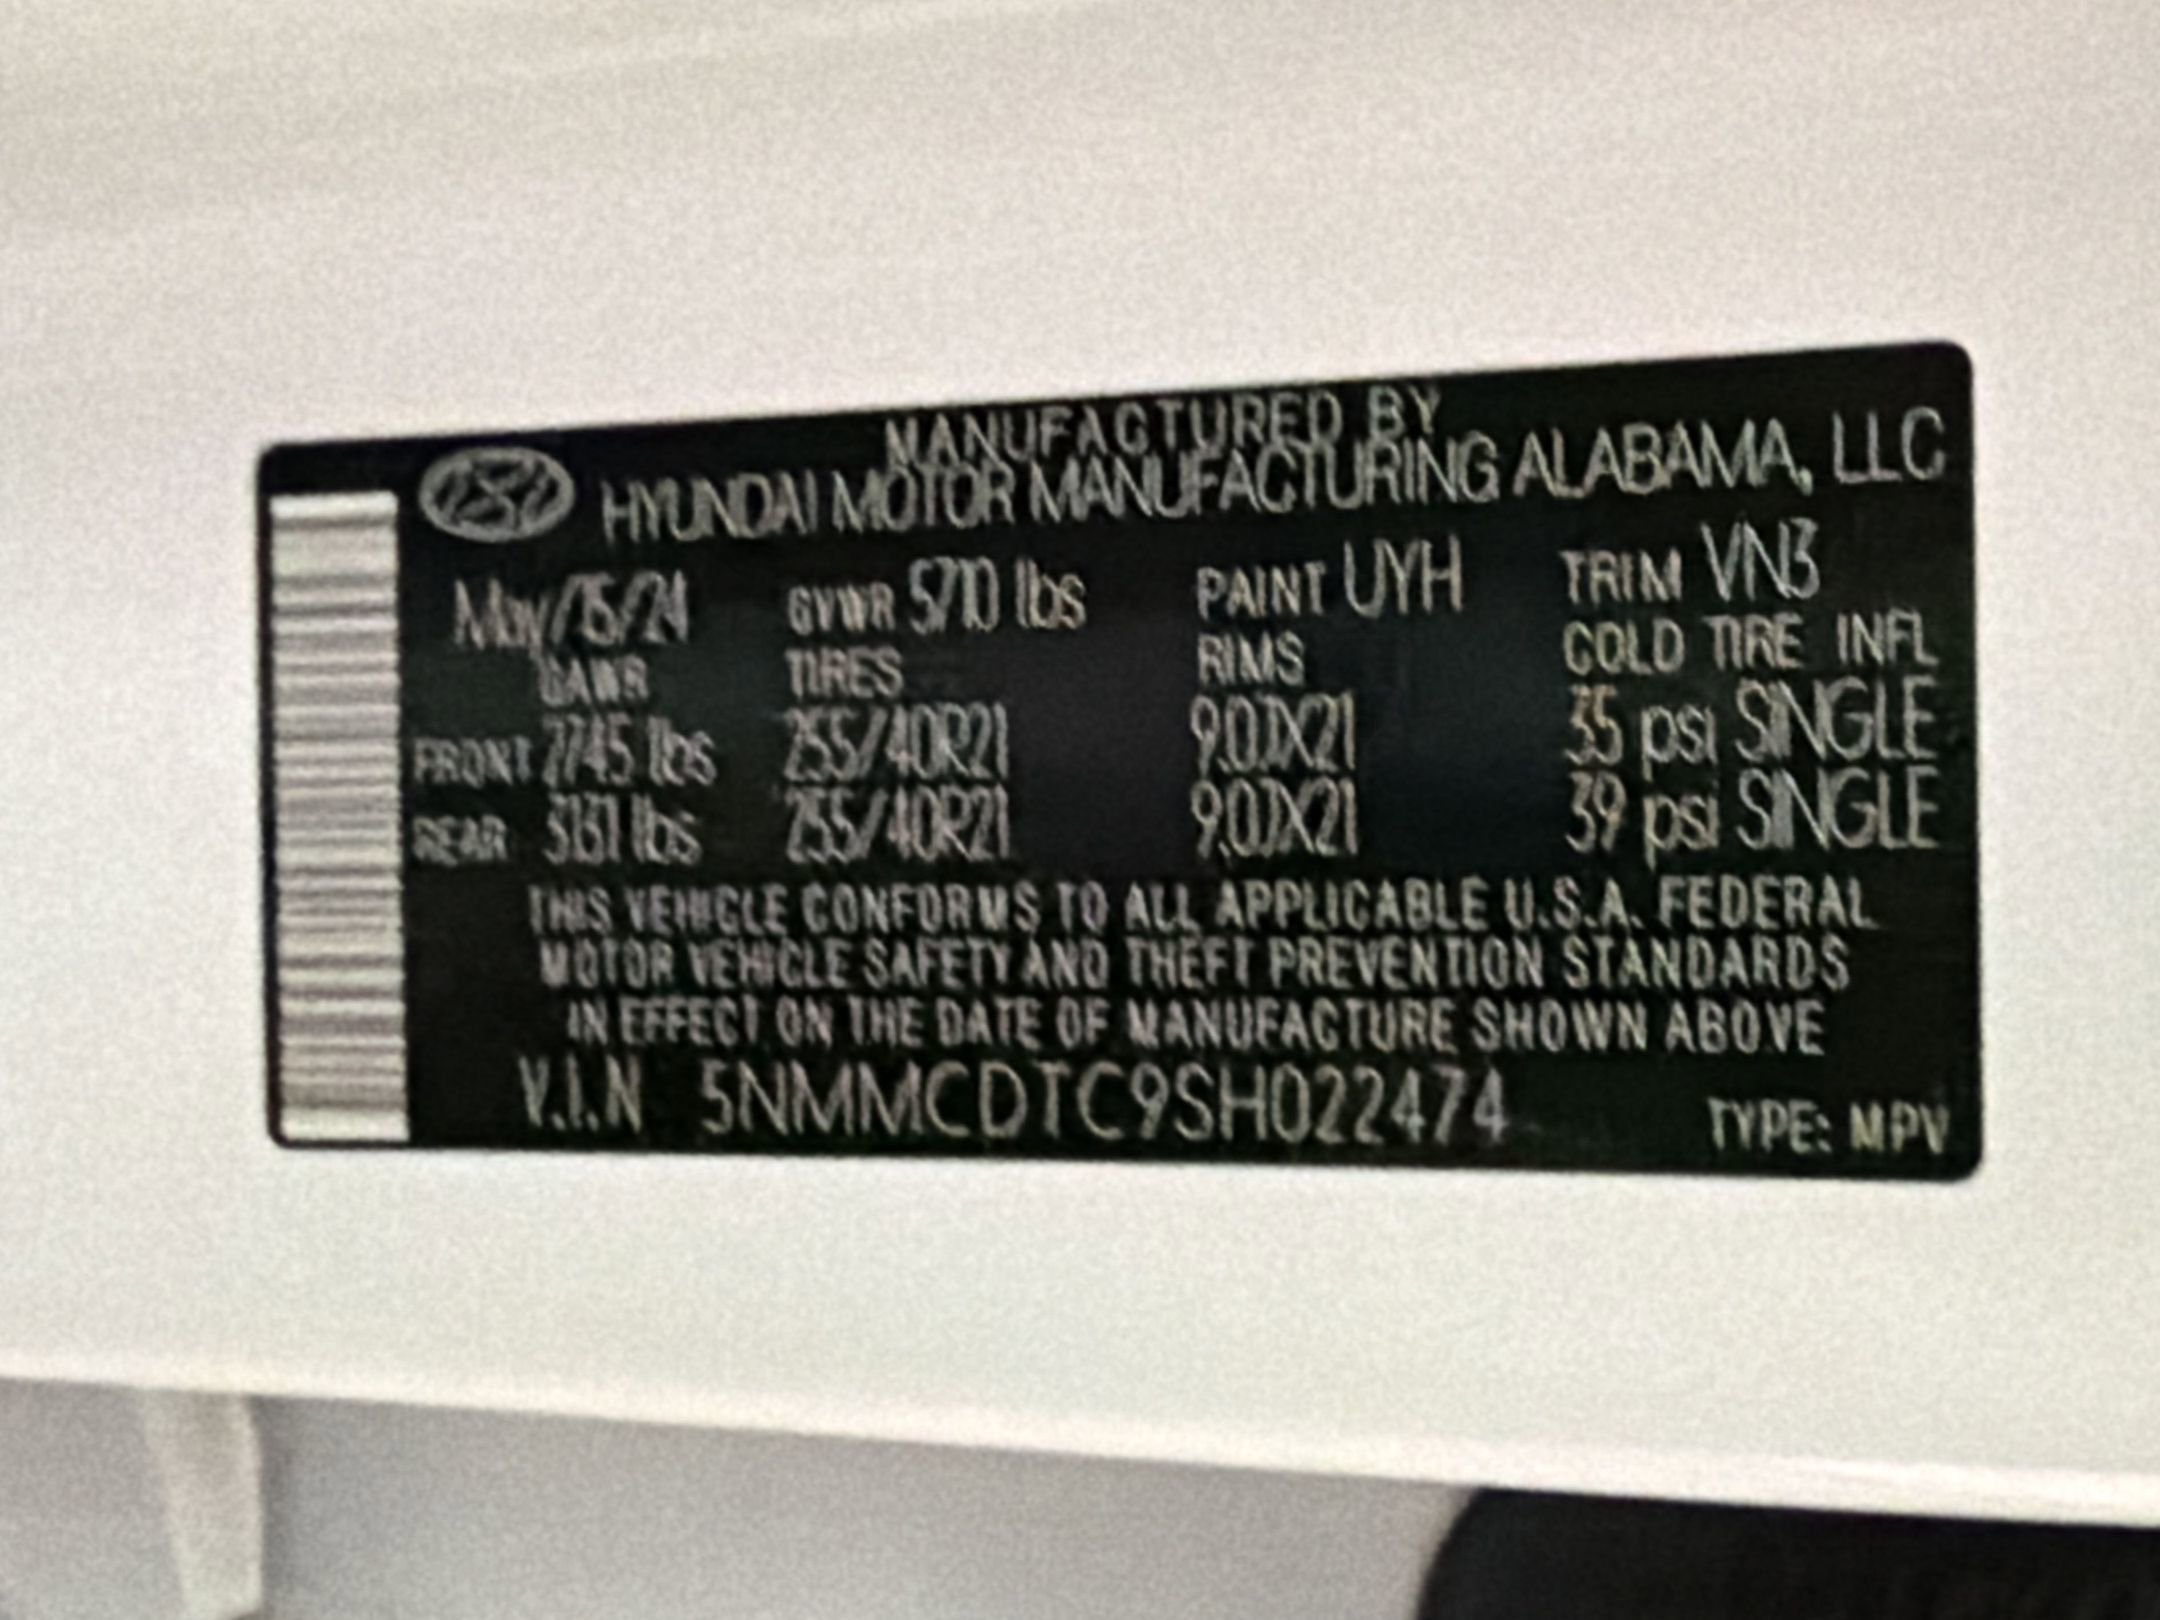 MANUFACTURED BY
HYUNDAI MOTOR MANUFACTURING ALABAMA, LLC
May/15/24 GVWR 5710 lbs PAINT UYH TRIM VN3
GAWR TIRES RIMS COLD TIRE INFL
FRONT 2745 lbs 255/40R21 9.0JX21 35 psi SINGLE
REAR 3131 lbs 255/40R21 9.0JX21 39 psi SINGLE
THIS VEHICLE CONFORMS TO ALL APPLICABLE U.S.A. FEDERAL
MOTOR VEHICLE SAFETY AND THEFT PREVENTION STANDARDS
IN EFFECT ON THE DATE OF MANUFACTURE SHOWN ABOVE
V.I.N 5NMMCDTC9SH022474
TYPE: MPV